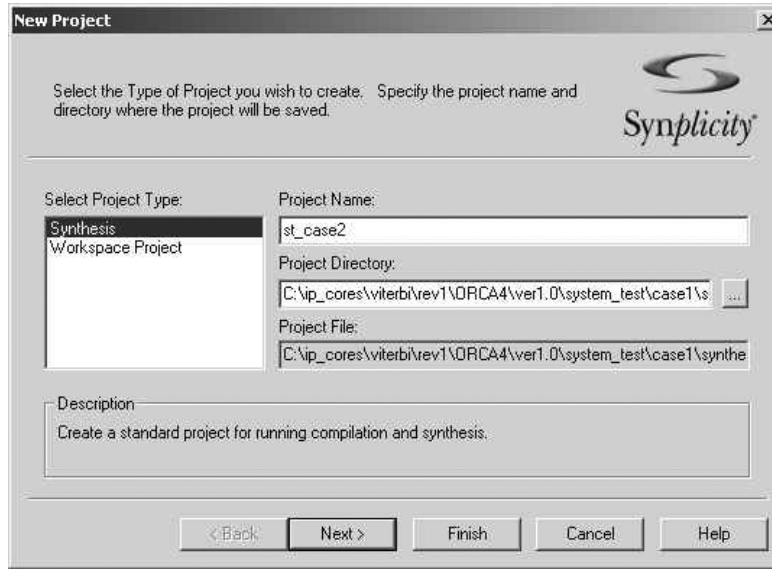 New Project
Select the Type of Project you wish to create. Specify the project name and
directory where the project will be saved.
Synplicity
Select Project Type:
Synthesis
Workspace Project
Project Name:
st_case2
Project Directory:
C:\ip_cores\viterbi\rev1\ORCA4\ver1.0\system_test\case1\s
...
Project File:
C:\ip_cores\viterbi\rev1\ORCA4\ver1.0\system_test\case1\synthe
Description
Create a standard project for running compilation and synthesis.
< Back
Next >
Finish
Cancel
Help